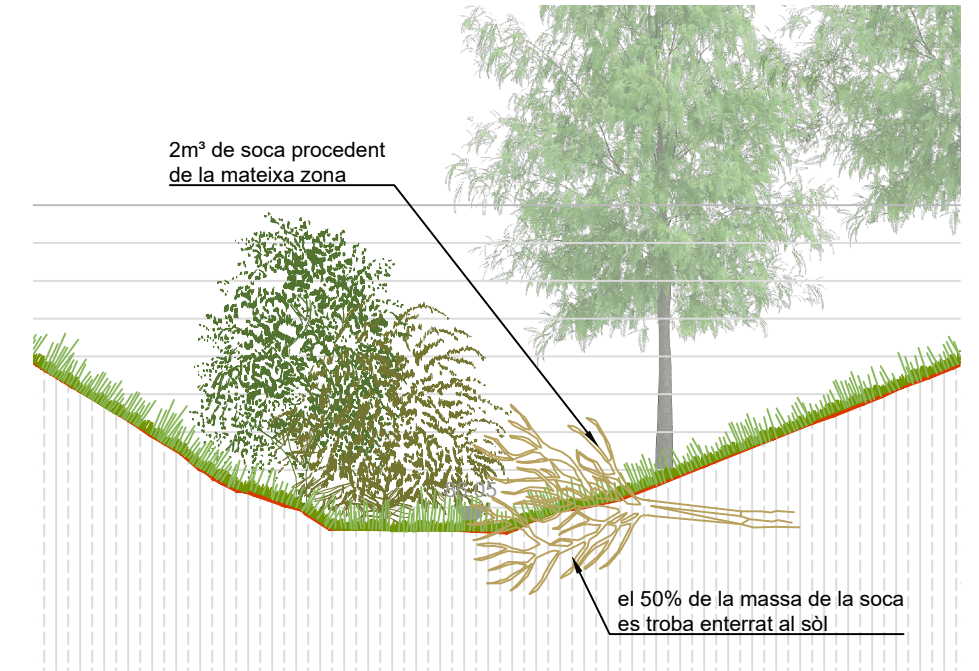 2m³ de soca procedent
de la mateixa zona
el 50% de la massa de la soca
es troba enterrat al sòl